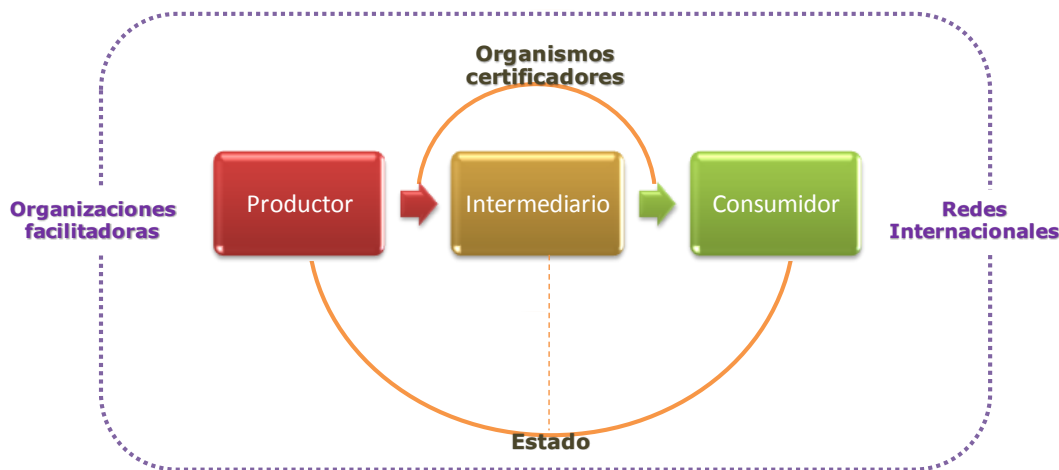 Organismos
certificadores
Productor
Intermediario
Consumidor
Organizaciones
facilitadoras
Redes
Internacionales
Estado